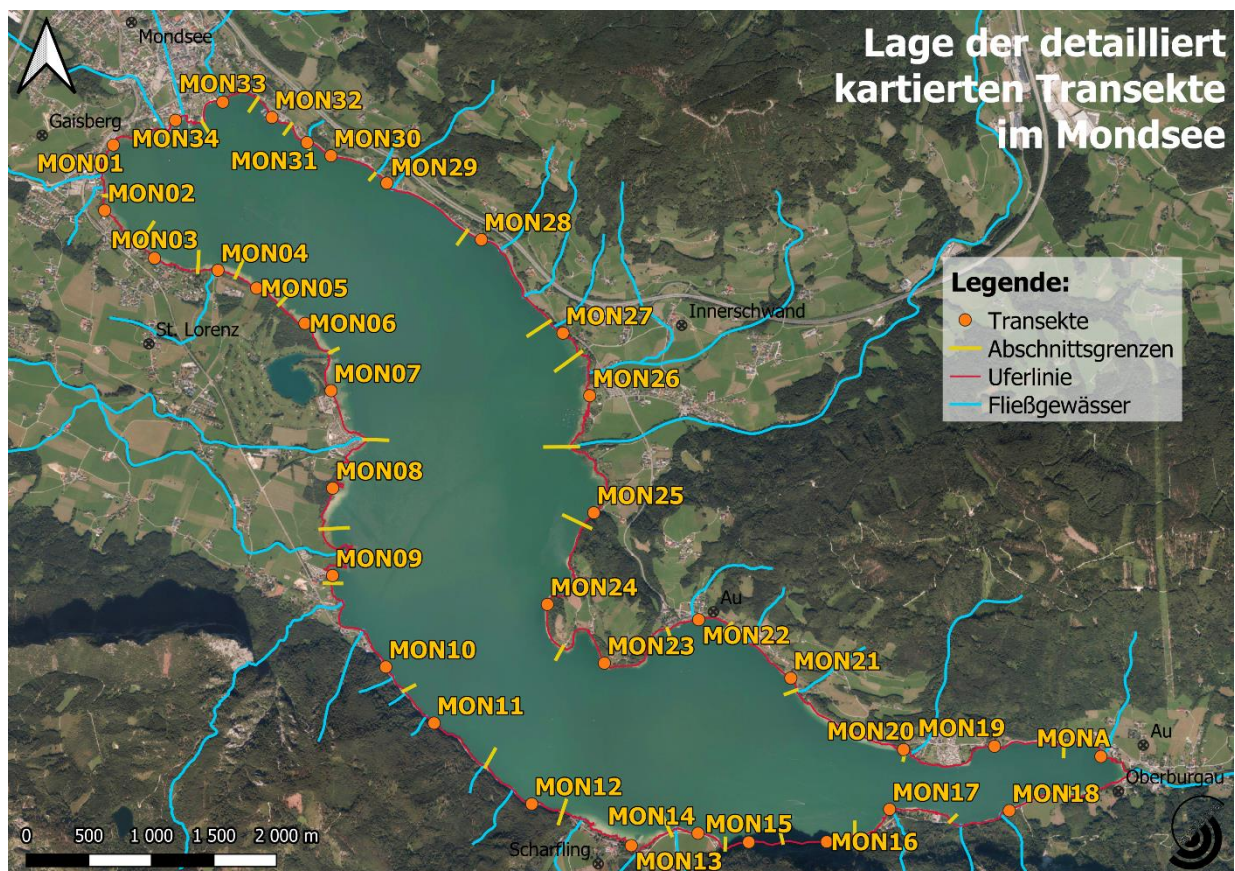 Lage der detailliert
kartierten Transekte
im Mondsee
Mondsee
MON33
MON32
Gaisberg
MON34
MON30
MON31
MON01
MON29
MON02
MON28
MON03
MON04
MON05
MON06
MON27
Innerschwand
St. Lorenz
MON07
MON26
Legende:
Transekte
Abschnittsgrenzen
Uferlinie
Fließgewässer
MON08
MON25
MON09
MON24
Au
MON22
MON23
MON10
MON21
MON11
MON20
MON19
MONA
Au
Oberburgau
MON12
MON17
MON18
MON14
MON15
MON16
MON13
Scharfling
0 500 1 000 1 500 2 000 m